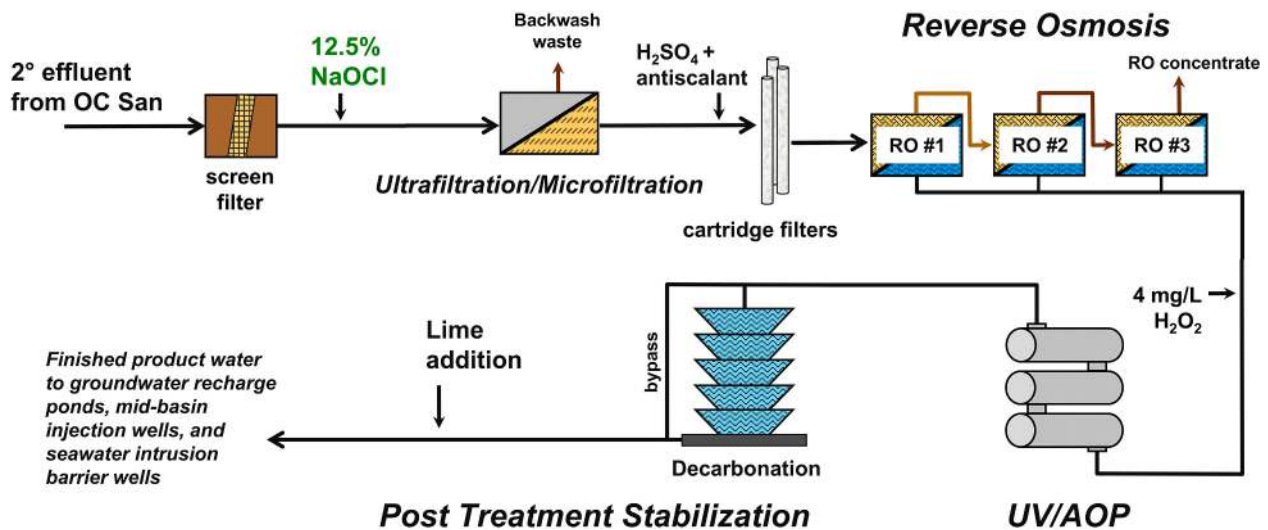 Reverse Osmosis
Backwash
waste
12.5%
NaOCl
H₂SO₄ +
antiscalant
RO concentrate
2° effluent
from OC San
RO #1
RO #2
RO #3
screen
filter
Ultrafiltration/Microfiltration
cartridge filters
4 mg/L
H₂O₂
Lime
addition
bypass
Finished product water
to groundwater recharge
ponds, mid-basin
injection wells, and
seawater intrusion
barrier wells
Decarbonation
Post Treatment Stabilization
UV/AOP